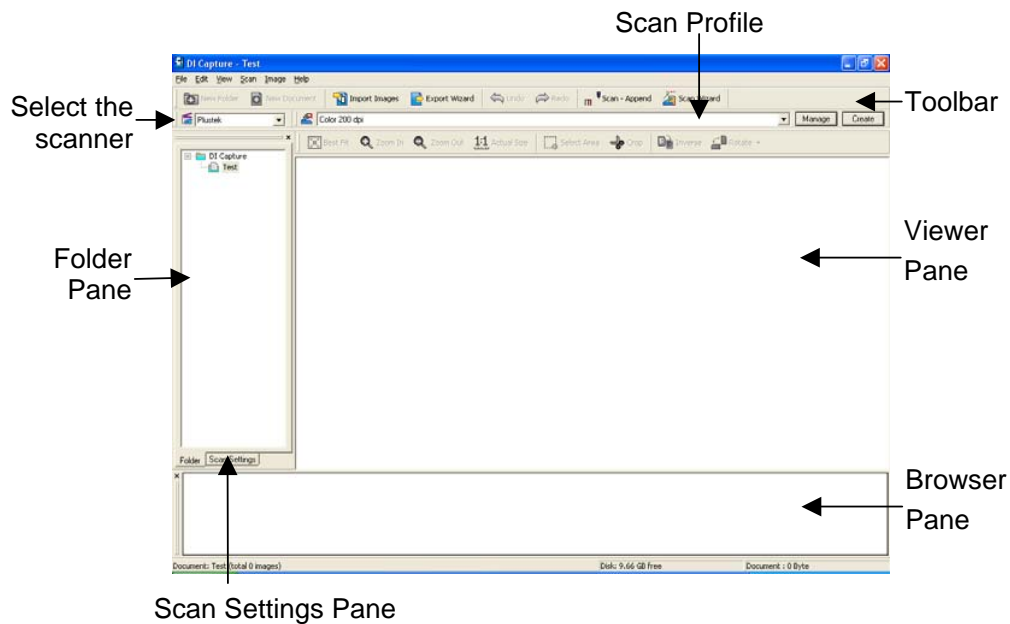 Scan Profile
DI Capture - Test
File Edit View Scan Image Help
New Folder New Document Import Images Export Wizard Undo Redo Scan - Append Scan Wizard
Toolbar
Select the
scanner
Plustek Color 200 dpi Manage Create
Best Fit Zoom In Zoom Out 1:1 Actual Size Select Area Crop Inverse Rotate
DI Capture
Test
Viewer
Pane
Folder
Pane
Folder Scan Settings
Browser
Pane
Document: Test (total 0 images) Disk: 9.66 GB free Document : 0 Byte
Scan Settings Pane